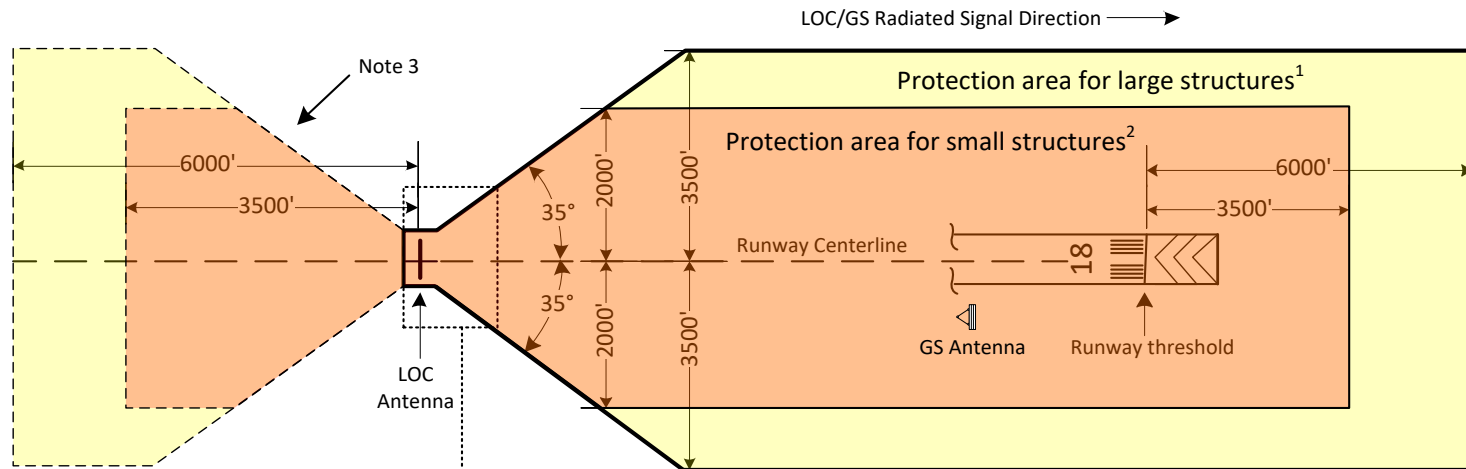 LOC/GS Radiated Signal Direction
Note 3
Protection area for large structures1
Protection area for small structures2
6000'
3500'
2000'
3500'
6000'
3500'
35°
Runway Centerline
18
35°
2000'
3500'
GS Antenna
Runway threshold
LOC
Antenna